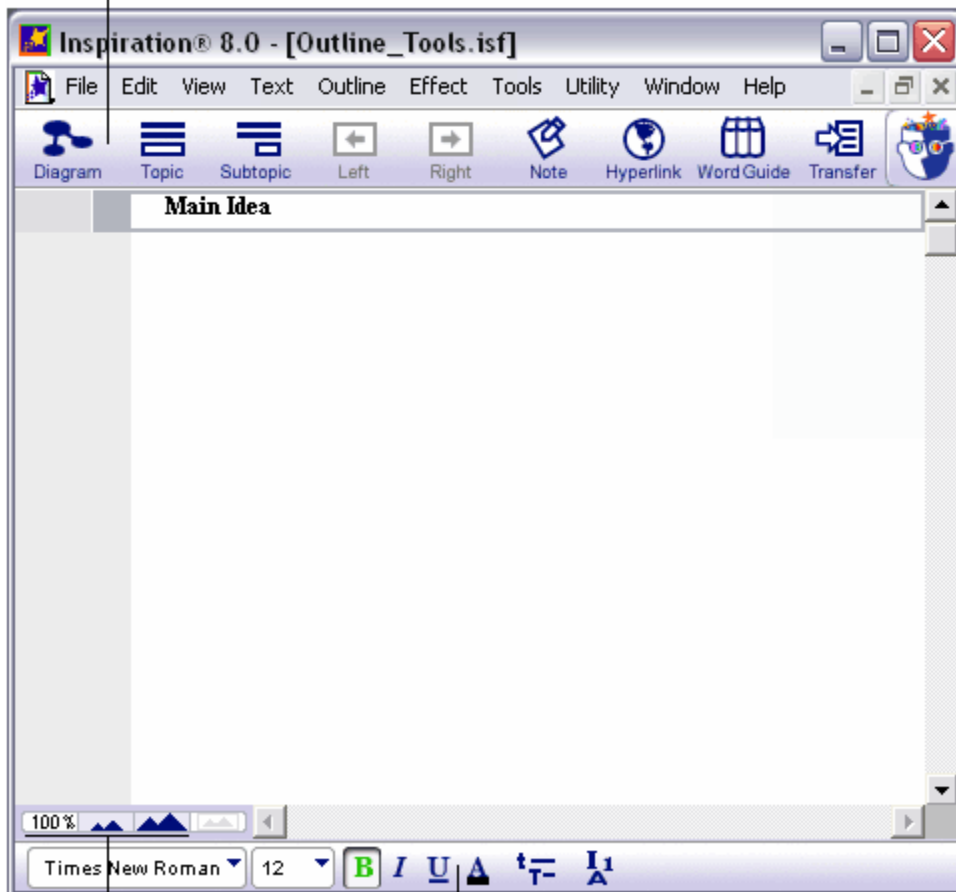 Inspiration® 8.0 - [Outline_Tools.isf]
File Edit View Text Outline Effect Tools Utility Window Help
Diagram Topic Subtopic Left Right Note Hyperlink Word Guide Transfer
Main Idea
100%
Times New Roman 12 B I U A